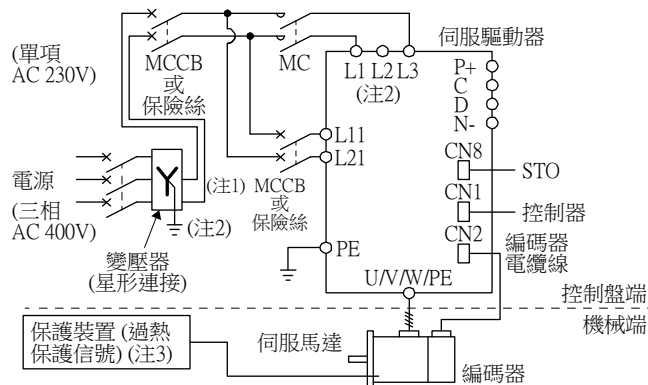 (單項
AC 230V)
MCCB
或
保險絲
MC
L1 L2 L3
(注2)
伺服驅動器
P+
C
D
N-
L11
L21
CN8
STO
CN1
控制器
CN2
編碼器
電纜線
電源
(三相
AC 400V)
(注1)
(注2)
MCCB
或
保險絲
變壓器
(星形連接)
PE
U/V/W/PE
控制盤端
機械端
保護裝置 (過熱
保護信號) (注3)
伺服馬達
編碼器